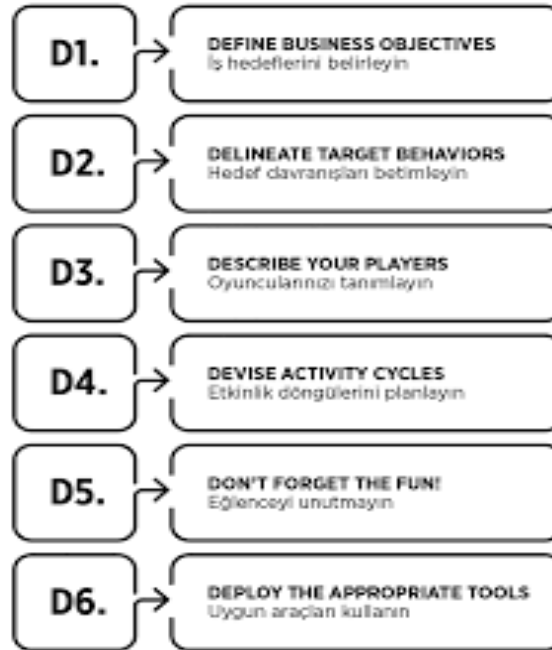 D1.
DEFINE BUSINESS OBJECTIVES
İş hedeflerini belirleyin
D2.
DELINEATE TARGET BEHAVIORS
Hedef davranışları betimleyin
D3.
DESCRIBE YOUR PLAYERS
Oyuncularınızı tanımlayın
D4.
DEVISE ACTIVITY CYCLES
Etkinlik döngülerini planlayın
D5.
DON'T FORGET THE FUN!
Eğlenceyi unutmayın
D6.
DEPLOY THE APPROPRIATE TOOLS
Uygun araçları kullanın